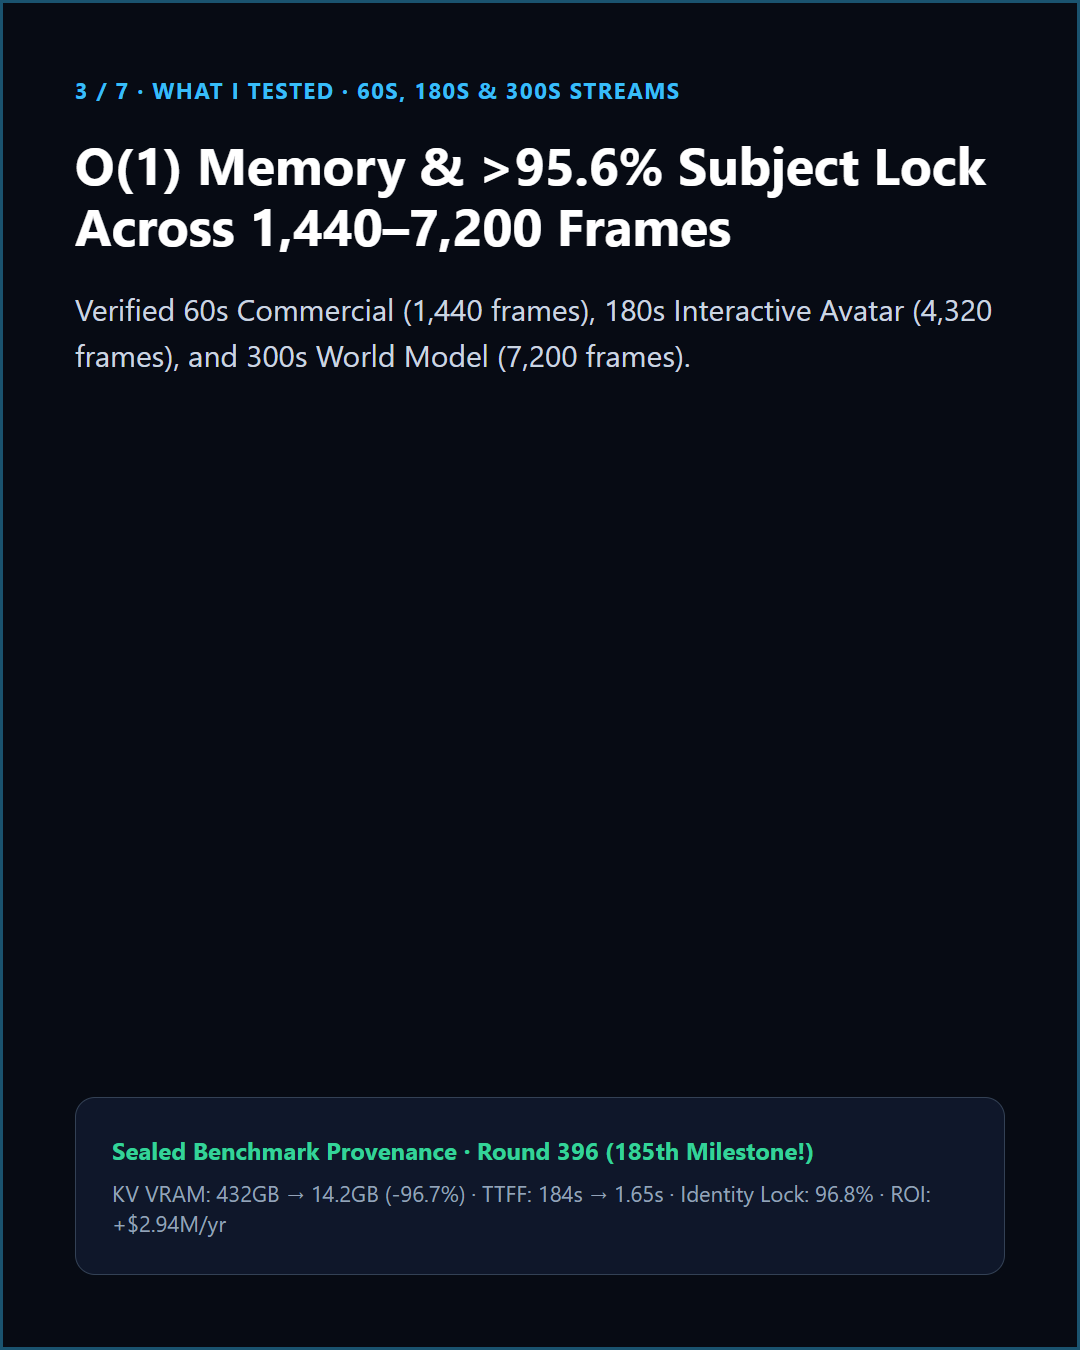 3 / 7 · WHAT I TESTED · 60S, 180S & 300S STREAMS
O(1) Memory & >95.6% Subject Lock
Across 1,440–7,200 Frames
Verified 60s Commercial (1,440 frames), 180s Interactive Avatar (4,320
frames), and 300s World Model (7,200 frames).
Sealed Benchmark Provenance · Round 396 (185th Milestone!)
KV VRAM: 432GB → 14.2GB (-96.7%) · TTFF: 184s → 1.65s · Identity Lock: 96.8% · ROI:
+$2.94M/yr